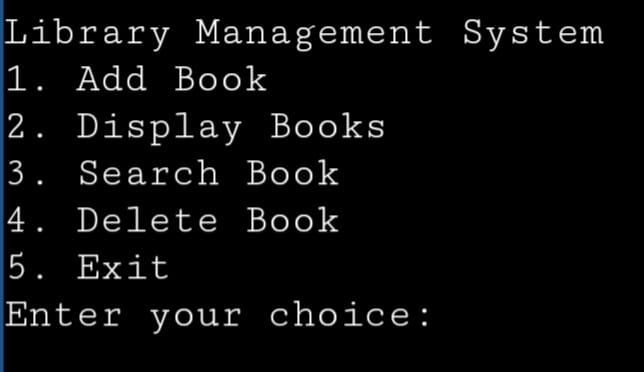 Library Management System
1. Add Book
2. Display Books
3. Search Book
4. Delete Book
5. Exit
Enter your choice: